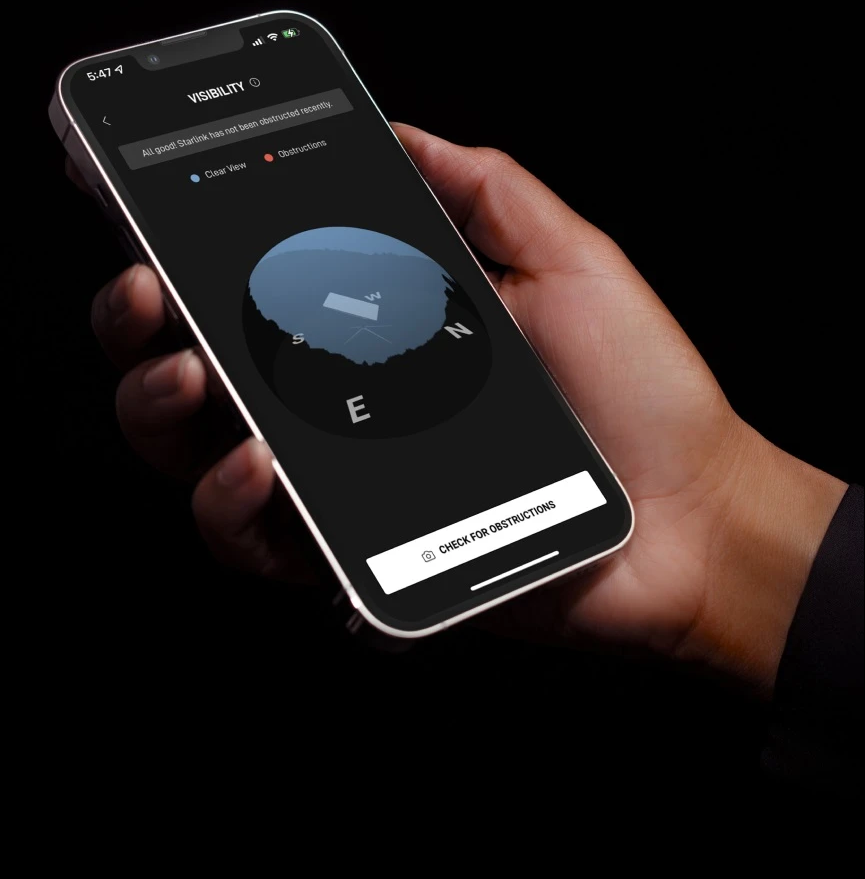 5:47
VISIBILITY
All good! Starlink has not been obstructed recently.
Clear View Obstructions
W
S
N
E
CHECK FOR OBSTRUCTIONS